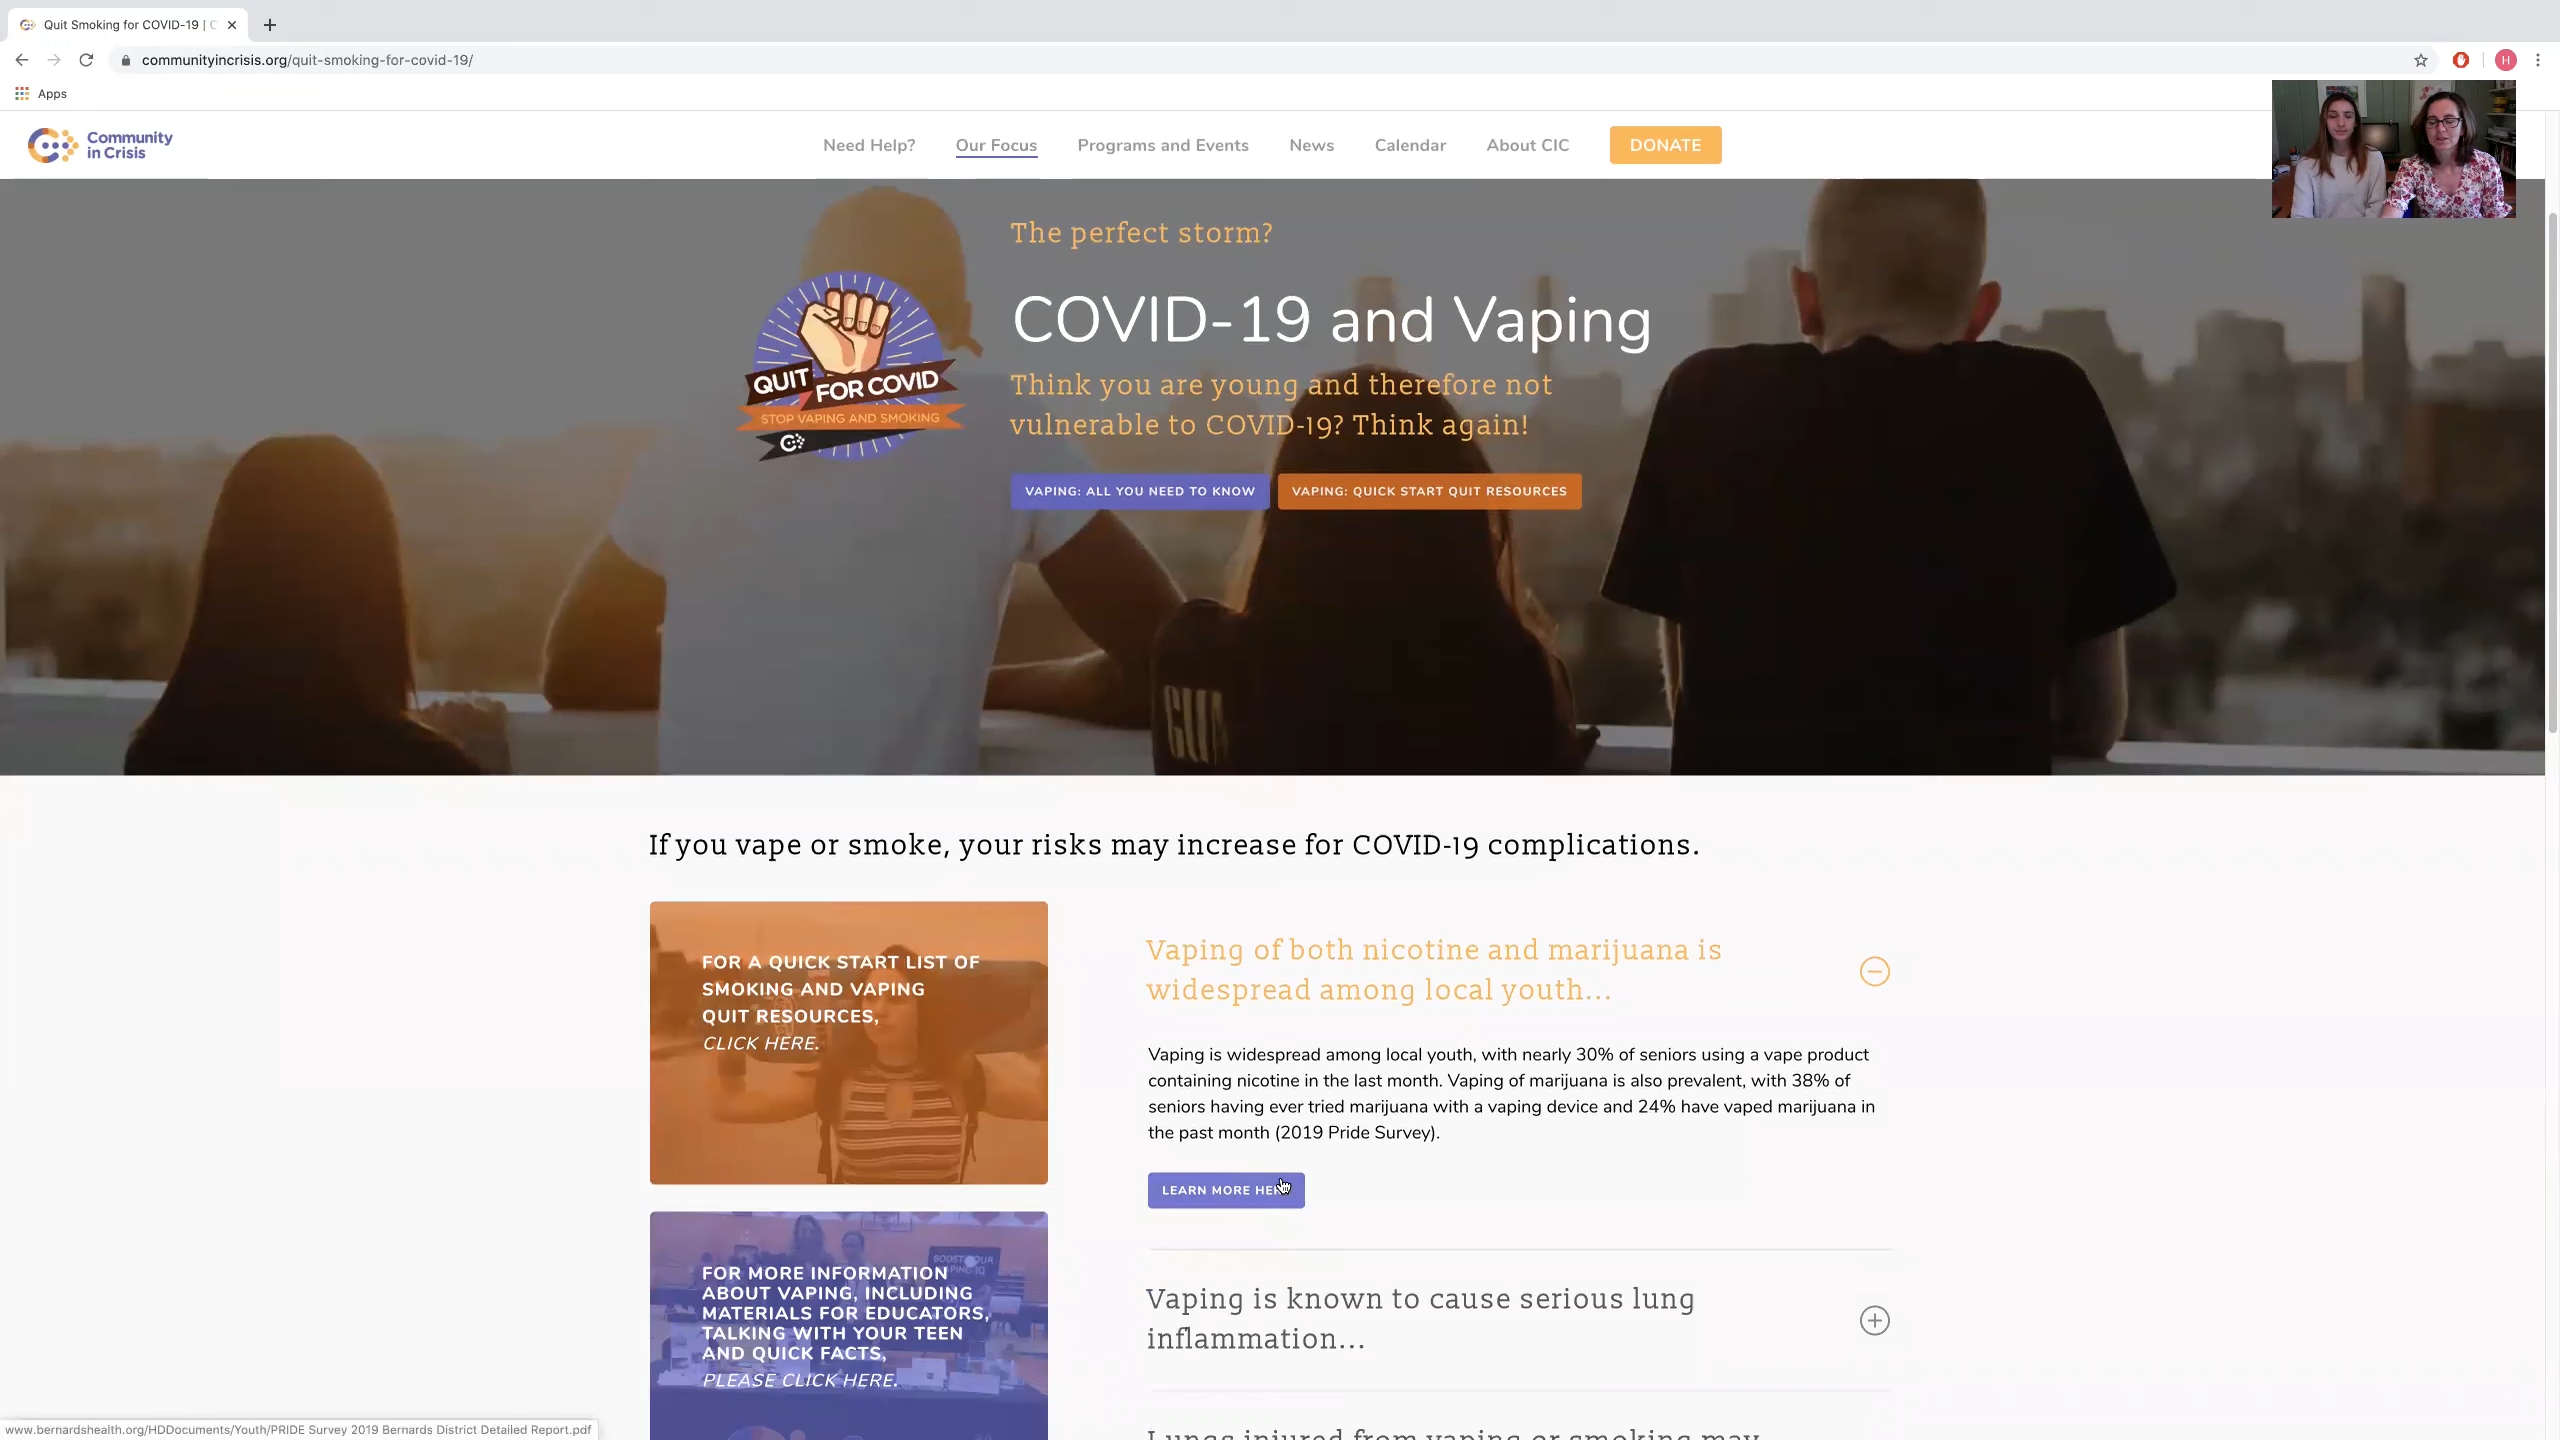 Quit Smoking for COVID-19 | C
communityincrisis.org/quit-smoking-for-covid-19/
H
Apps
Community
in Crisis
Need Help?
Our Focus
Programs and Events
News
Calendar
About CIC
DONATE
The perfect storm?
COVID-19 and Vaping
QUIT FOR COVID
STOP VAPING AND SMOKING
Think you are young and therefore not
vulnerable to COVID-19? Think again!
VAPING: ALL YOU NEED TO KNOW
VAPING: QUICK START QUIT RESOURCES
If you vape or smoke, your risks may increase for COVID-19 complications.
FOR A QUICK START LIST OF
SMOKING AND VAPING
QUIT RESOURCES,
CLICK HERE.
Vaping of both nicotine and marijuana is
widespread among local youth...
Vaping is widespread among local youth, with nearly 30% of seniors using a vape product
containing nicotine in the last month. Vaping of marijuana is also prevalent, with 38% of
seniors having ever tried marijuana with a vaping device and 24% have vaped marijuana in
the past month (2019 Pride Survey).
LEARN MORE
FOR MORE INFORMATION
ABOUT VAPING, INCLUDING
MATERIALS FOR EDUCATORS,
TALKING WITH YOUR TEEN
AND QUICK FACTS,
PLEASE CLICK HERE.
Vaping is known to cause serious lung
inflammation...
Lungs injured from vaping or smoking may
www.bernardshealth.org/HDDocuments/Youth/PRIDE Survey 2019 Bernards District Detailed Report.pdf